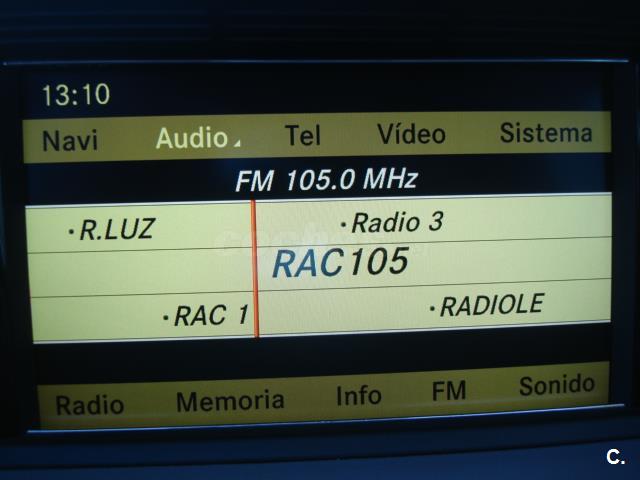 13:10
Navi Audio Tel Vídeo Sistema
FM 105.0 MHz
·R.LUZ ·Radio 3
RAC105
·RAC 1 ·RADIOLE
Radio Memoria Info FM Sonido
C.